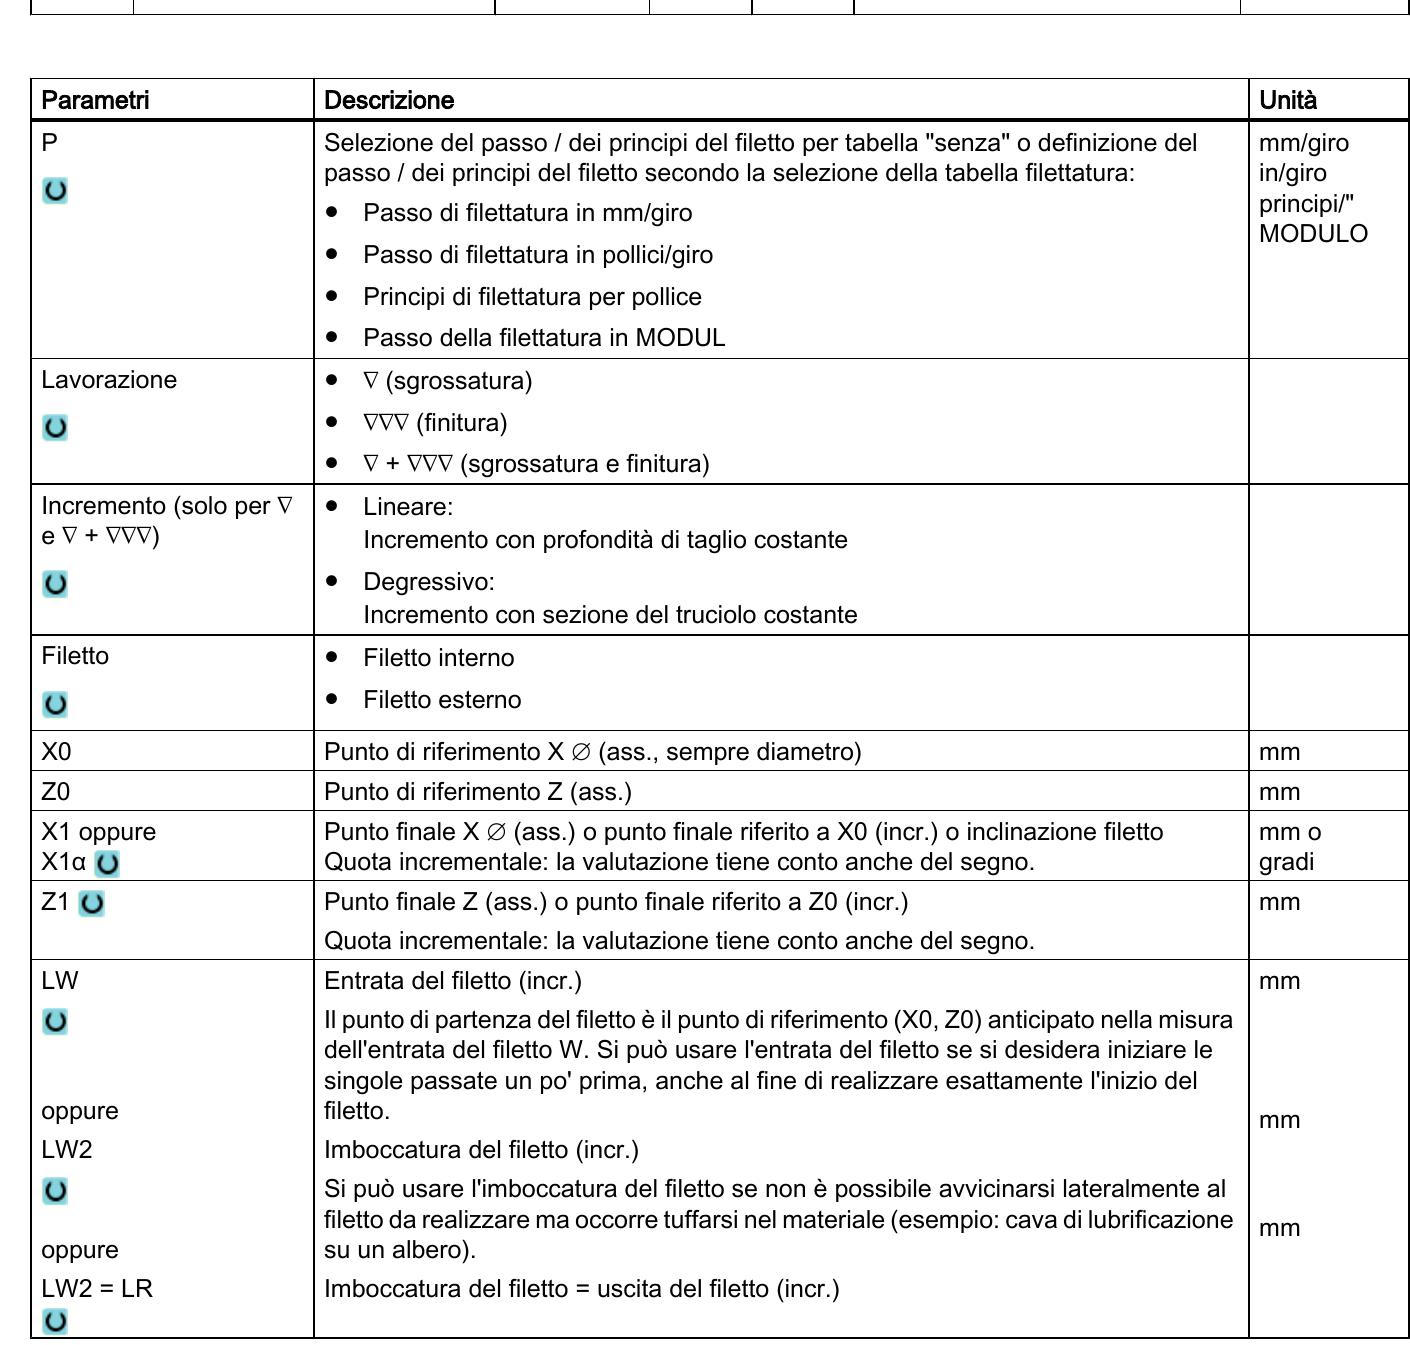 Parametri Descrizione Unità
P Selezione del passo / dei principi del filetto per tabella "senza" o definizione del mm/giro
passo / dei principi del filetto secondo la selezione della tabella filettatura: in/giro
● Passo di filettatura in mm/giro principi/"
MODULO
● Passo di filettatura in pollici/giro
● Principi di filettatura per pollice
● Passo della filettatura in MODUL
Lavorazione ● ∇ (sgrossatura)
● ∇∇∇ (finitura)
● ∇ + ∇∇∇ (sgrossatura e finitura)
Incremento (solo per ∇ ● Lineare:
e ∇ + ∇∇∇) Incremento con profondità di taglio costante
● Degressivo:
Incremento con sezione del truciolo costante
Filetto ● Filetto interno
● Filetto esterno
X0 Punto di riferimento X ∅ (ass., sempre diametro) mm
Z0 Punto di riferimento Z (ass.) mm
X1 oppure Punto finale X ∅ (ass.) o punto finale riferito a X0 (incr.) o inclinazione filetto mm o
X1α Quota incrementale: la valutazione tiene conto anche del segno. gradi
Z1 Punto finale Z (ass.) o punto finale riferito a Z0 (incr.) mm
Quota incrementale: la valutazione tiene conto anche del segno.
LW Entrata del filetto (incr.) mm
Il punto di partenza del filetto è il punto di riferimento (X0, Z0) anticipato nella misura
dell'entrata del filetto W. Si può usare l'entrata del filetto se si desidera iniziare le
singole passate un po' prima, anche al fine di realizzare esattamente l'inizio del
oppure filetto. mm
LW2 Imboccatura del filetto (incr.)
Si può usare l'imboccatura del filetto se non è possibile avvicinarsi lateralmente al
filetto da realizzare ma occorre tuffarsi nel materiale (esempio: cava di lubrificazione mm
oppure su un albero).
LW2 = LR Imboccatura del filetto = uscita del filetto (incr.)